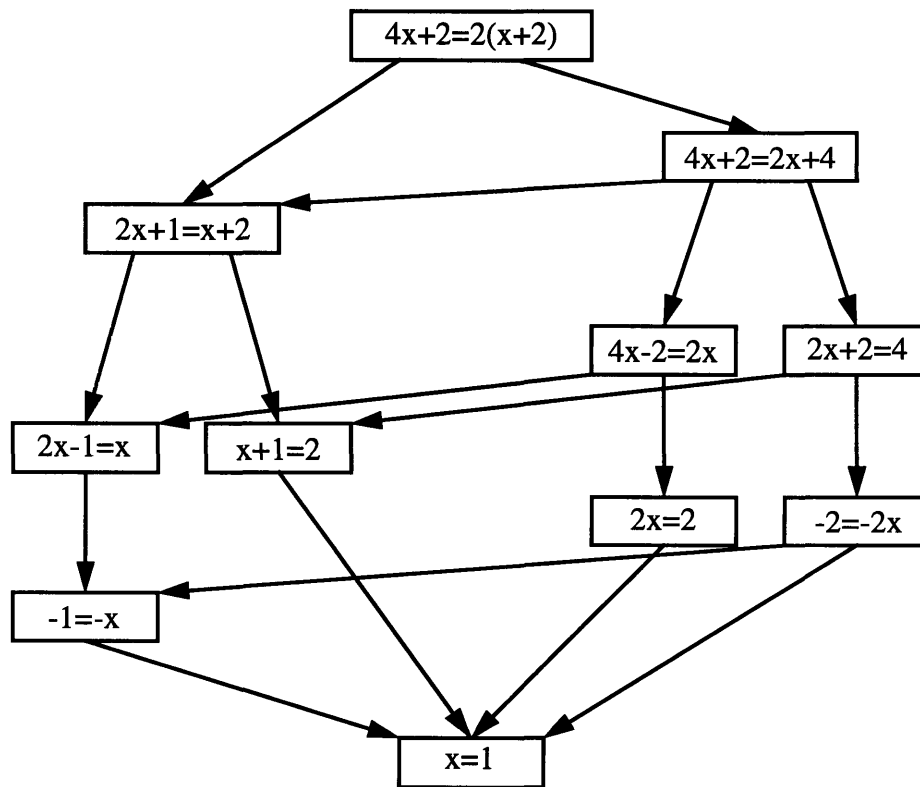 4x+2=2(x+2)
4x+2=2x+4
2x+1=x+2
4x-2=2x
2x+2=4
2x-1=x
x+1=2
2x=2
-2=-2x
-1=-x
x=1